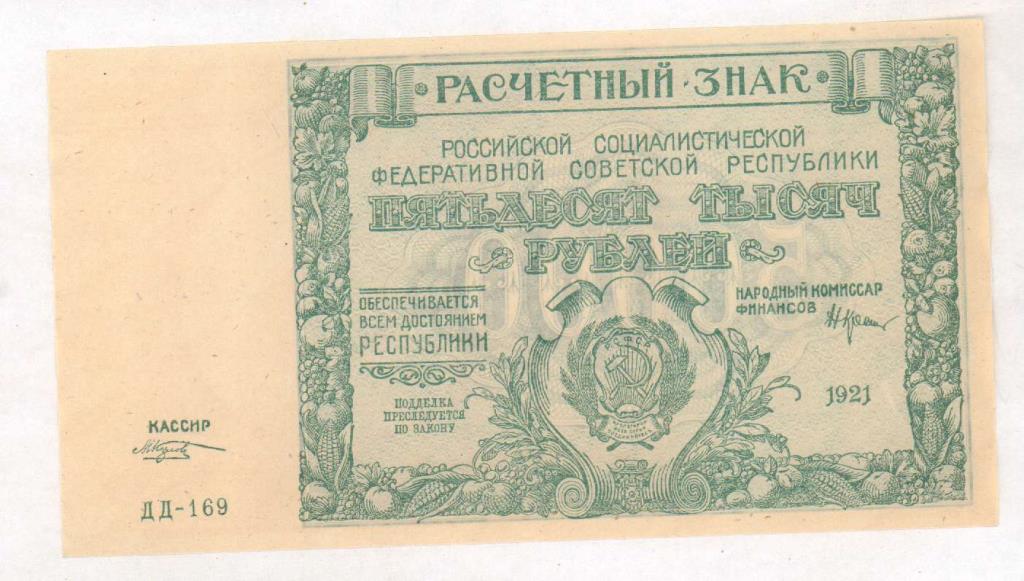 РАСЧЕТНЫЙ·ЗНАК
РОССИЙСКОЙ СОЦИАЛИСТИЧЕСКОЙ
ФЕДЕРАТИВНОЙ СОВЕТСКОЙ РЕСПУБЛИКИ
ПЯТЬДЕСЯТ ТЫСЯЧ
РУБЛЕЙ
ОБЕСПЕЧИВАЕТСЯ
ВСЕМ ДОСТОЯНИЕМ
РЕСПУБЛИКИ
ПОДДЕЛКА
ПРЕСЛЕДУЕТСЯ
ПО ЗАКОНУ
НАРОДНЫЙ КОМИССАР
ФИНАНСОВ
1921
КАССИР
ДД-169